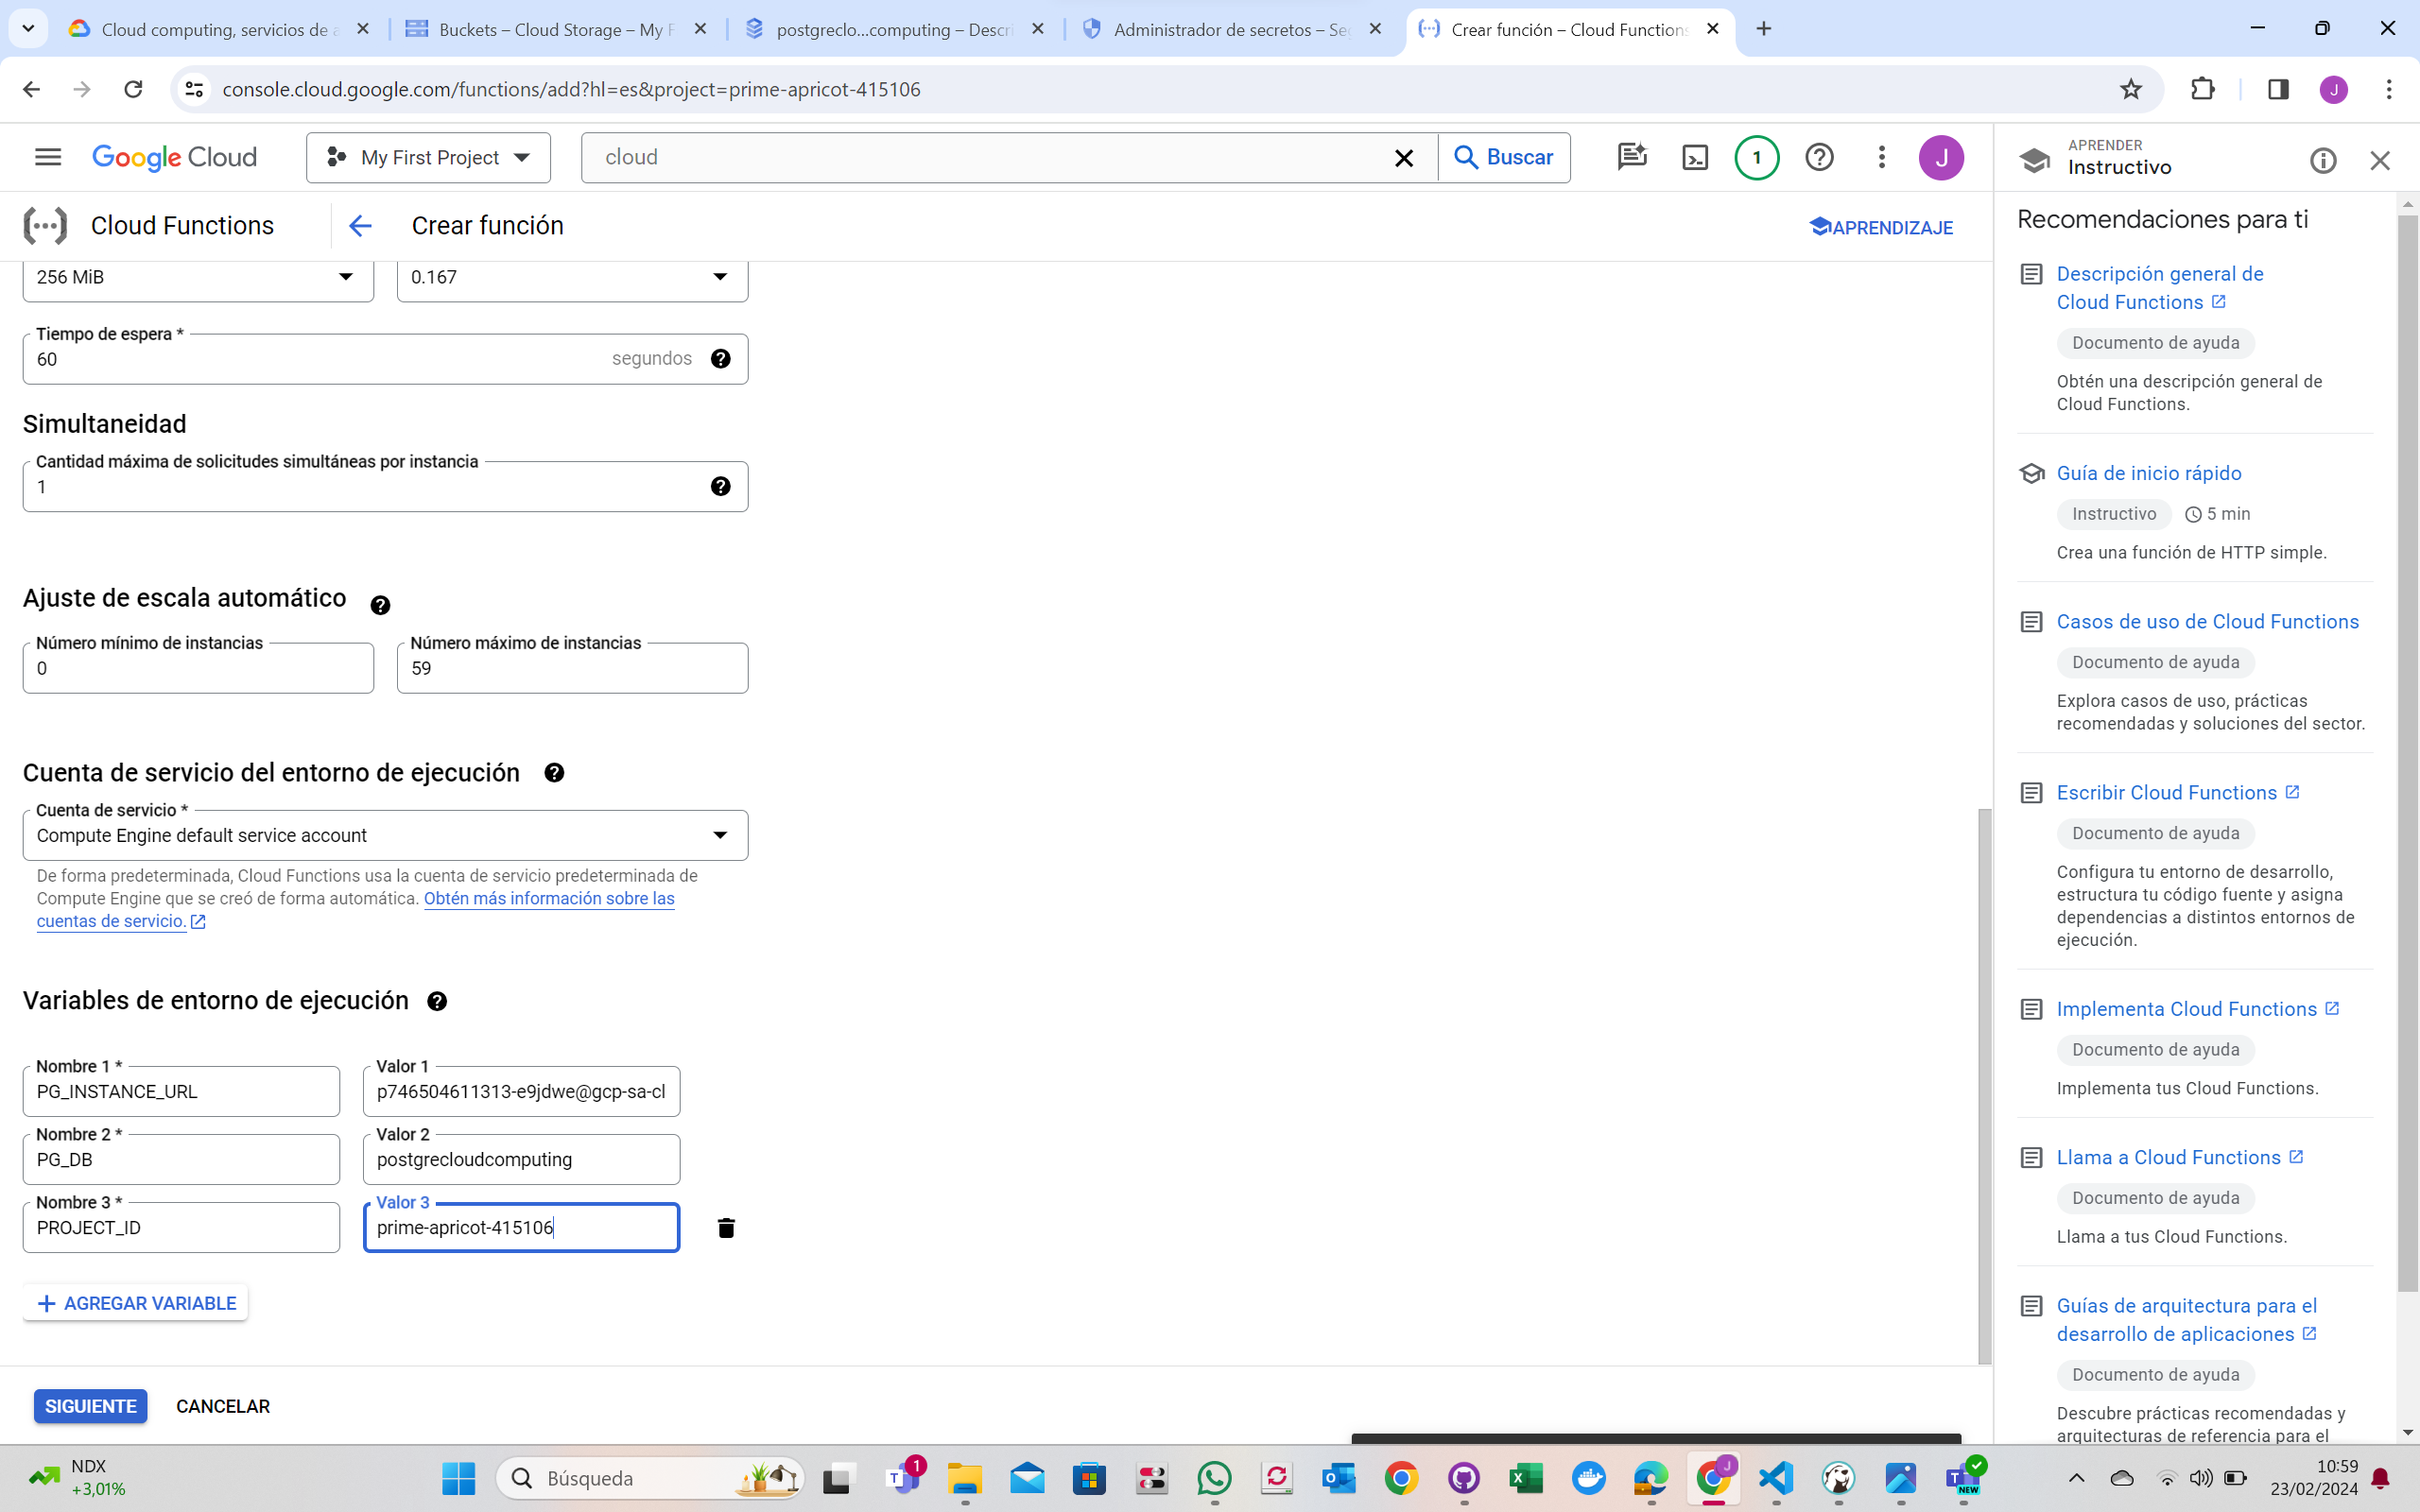 Cloud computing, servicios de a
Buckets – Cloud Storage – My F
postgreclo...computing – Descri
Administrador de secretos – Se
Crear función – Cloud Functions
console.cloud.google.com/functions/add?hl=es&project=prime-apricot-415106
J
Google Cloud
My First Project
cloud
Buscar
1
J
APRENDER
Instructivo
Cloud Functions
Crear función
APRENDIZAJE
256 MiB
0.167
Tiempo de espera *
60
segundos
Simultaneidad
Cantidad máxima de solicitudes simultáneas por instancia
1
Ajuste de escala automático
Número mínimo de instancias
0
Número máximo de instancias
59
Cuenta de servicio del entorno de ejecución
Cuenta de servicio *
Compute Engine default service account
De forma predeterminada, Cloud Functions usa la cuenta de servicio predeterminada de
Compute Engine que se creó de forma automática. Obtén más información sobre las
cuentas de servicio.
Variables de entorno de ejecución
Nombre 1 *
PG_INSTANCE_URL
Valor 1
p746504611313-e9jdwe@gcp-sa-cl
Nombre 2 *
PG_DB
Valor 2
postgrecloudcomputing
Nombre 3 *
PROJECT_ID
Valor 3
prime-apricot-415106
AGREGAR VARIABLE
SIGUIENTE
CANCELAR
Recomendaciones para ti
Descripción general de
Cloud Functions
Documento de ayuda
Obtén una descripción general de
Cloud Functions.
Guía de inicio rápido
Instructivo
5 min
Crea una función de HTTP simple.
Casos de uso de Cloud Functions
Documento de ayuda
Explora casos de uso, prácticas
recomendadas y soluciones del sector.
Escribir Cloud Functions
Documento de ayuda
Configura tu entorno de desarrollo,
estructura tu código fuente y asigna
dependencias a distintos entornos de
ejecución.
Implementa Cloud Functions
Documento de ayuda
Implementa tus Cloud Functions.
Llama a Cloud Functions
Documento de ayuda
Llama a tus Cloud Functions.
Guías de arquitectura para el
desarrollo de aplicaciones
Documento de ayuda
Descubre prácticas recomendadas y
arquitecturas de referencia para el
NDX
+3,01%
Búsqueda
1
J
NEW
10:59
23/02/2024